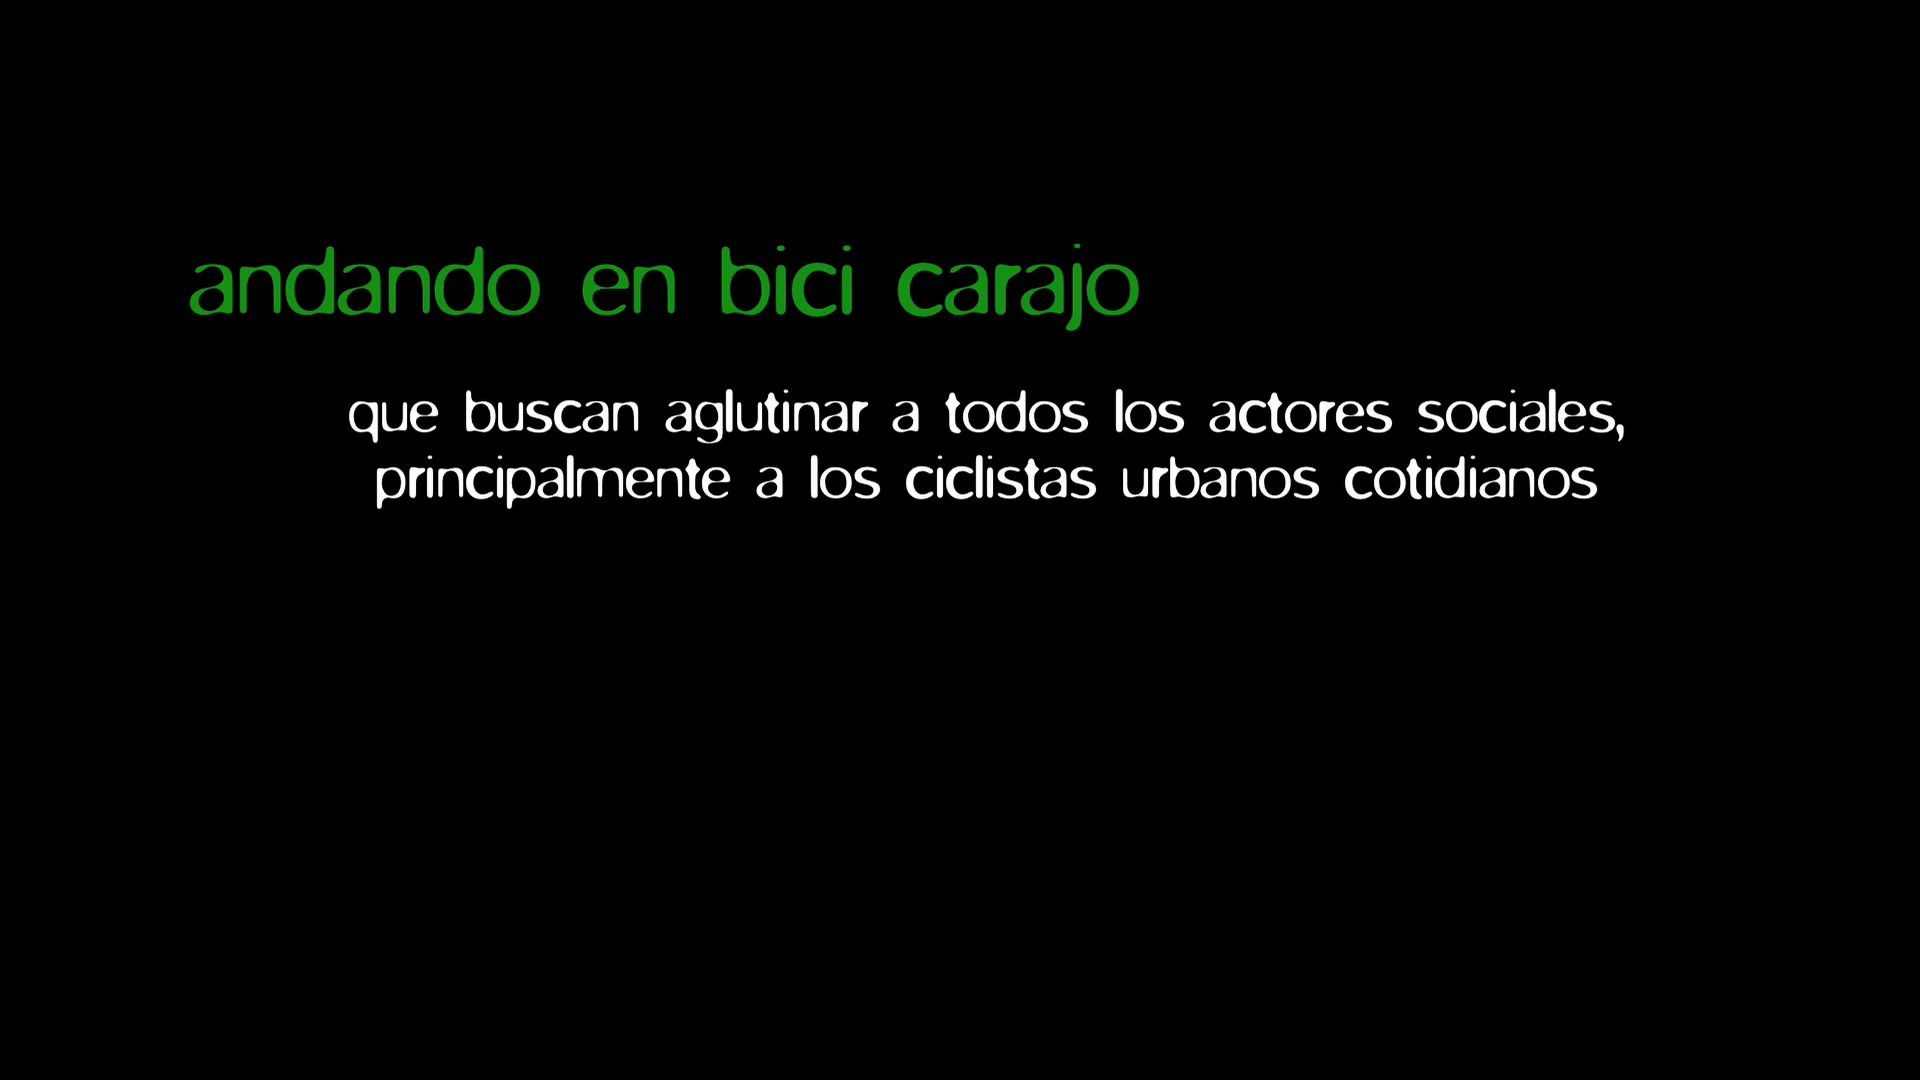 andando en bici carajo
que buscan aglutinar a todos los actores sociales,
principalmente a los ciclistas urbanos cotidianos